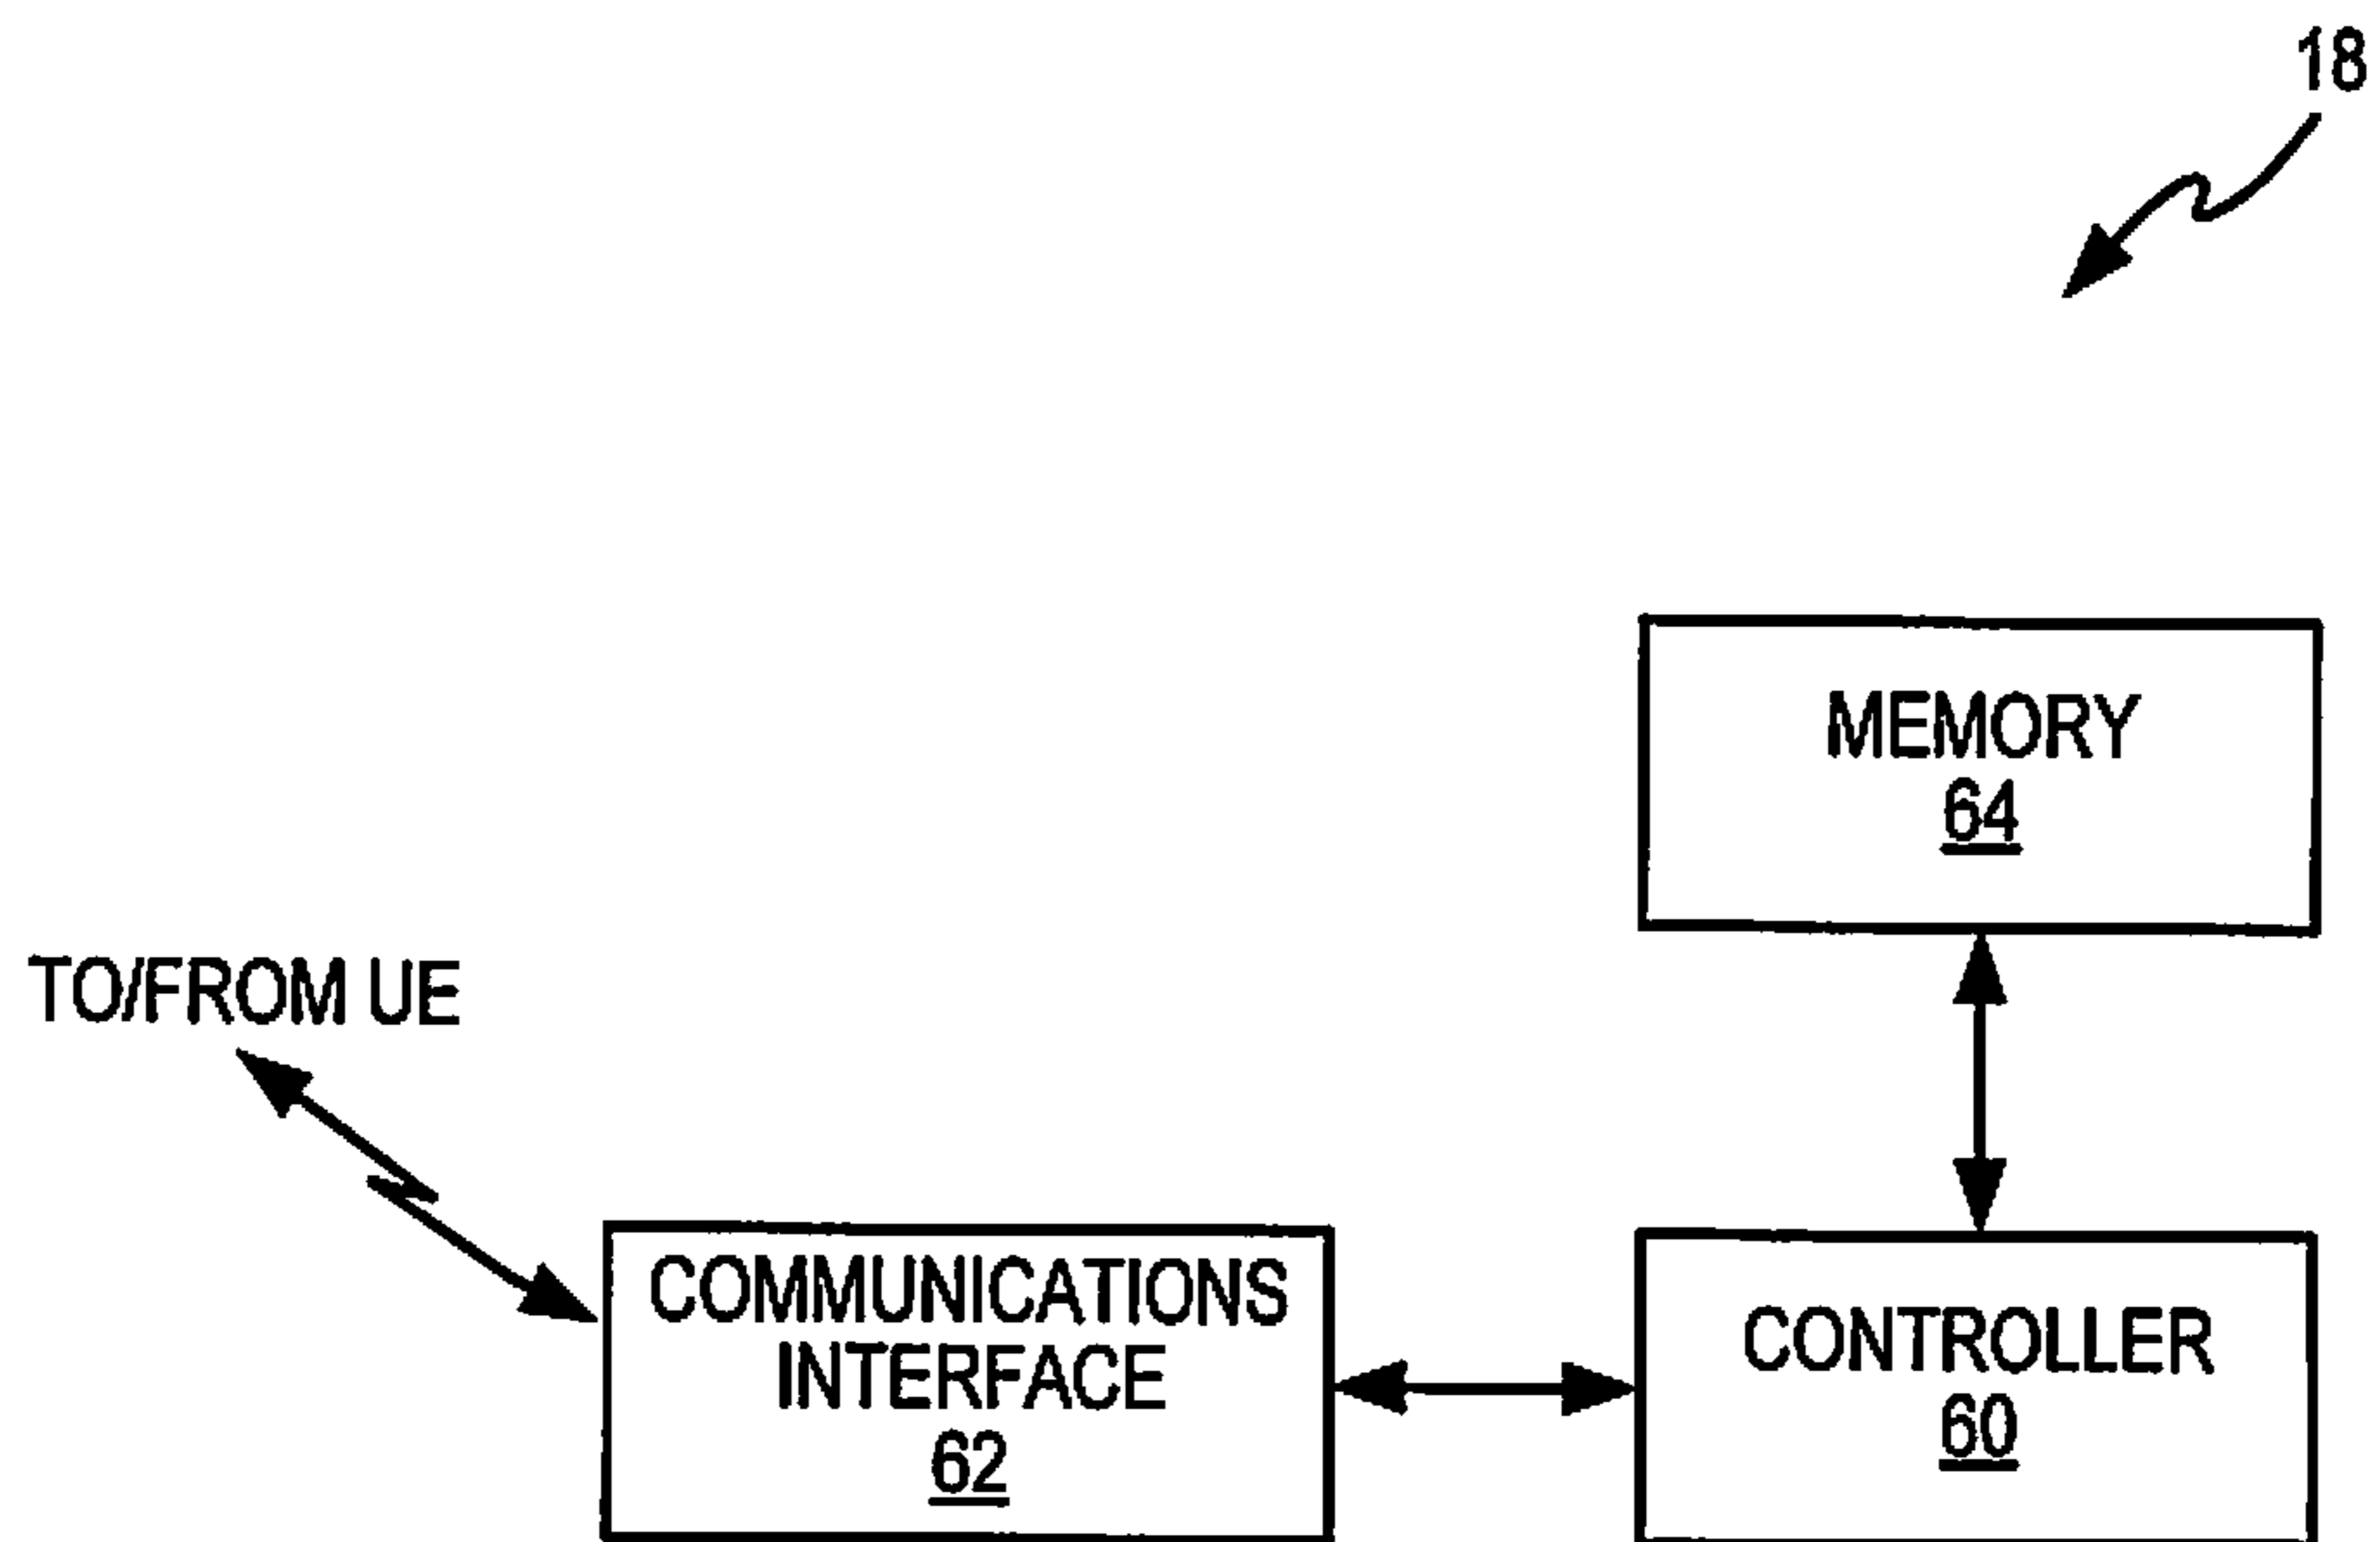 18
MEMORY
64
TO/FROM UE
COMMUNICATIONS
INTERFACE
62
CONTROLLER
60